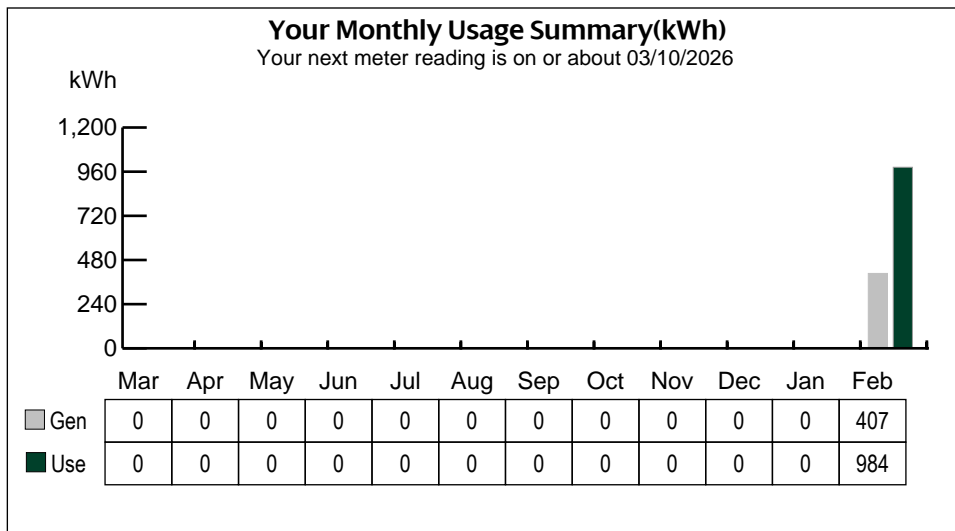 Your Monthly Usage Summary(kWh)
Your next meter reading is on or about 03/10/2026
kWh
1,200
960
720
480
240
0
Mar Apr May Jun Jul Aug Sep Oct Nov Dec Jan Feb
Gen 0 0 0 0 0 0 0 0 0 0 0 407
Use 0 0 0 0 0 0 0 0 0 0 0 984